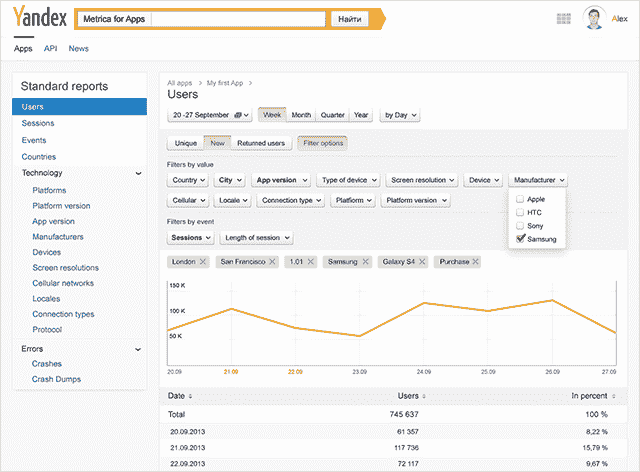 Yandex
Metrica for Apps
Найти
Alex
Apps API News
Standard reports
Users
Sessions
Events
Countries
Technology
Platforms
Platform version
App version
Manufacturers
Devices
Screen resolutions
Cellular networks
Locales
Connection types
Protocol
Errors
Crashes
Crash Dumps
All apps > My first App >
Users
20 -27 September Week Month Quarter Year by Day
Unique New Returned users Filter options
Filters by value
Country City App version Type of device Screen resolution Device Manufacturer
Cellular Locale Connection type Platform Platform version
Apple
HTC
Sony
Samsung
Filters by event
Sessions Length of session
London San Francisco 1.01 Samsung Galaxy S4 Purchase
150 K
100 K
50 K
20.09 21.09 22.09 23.09 24.09 25.09 26.09 27.09
Date Users In percent
Total 745 637 100 %
20.09.2013 61 357 8,22 %
21.09.2013 117 736 15,79 %
22.09.2013 72 117 9,67 %